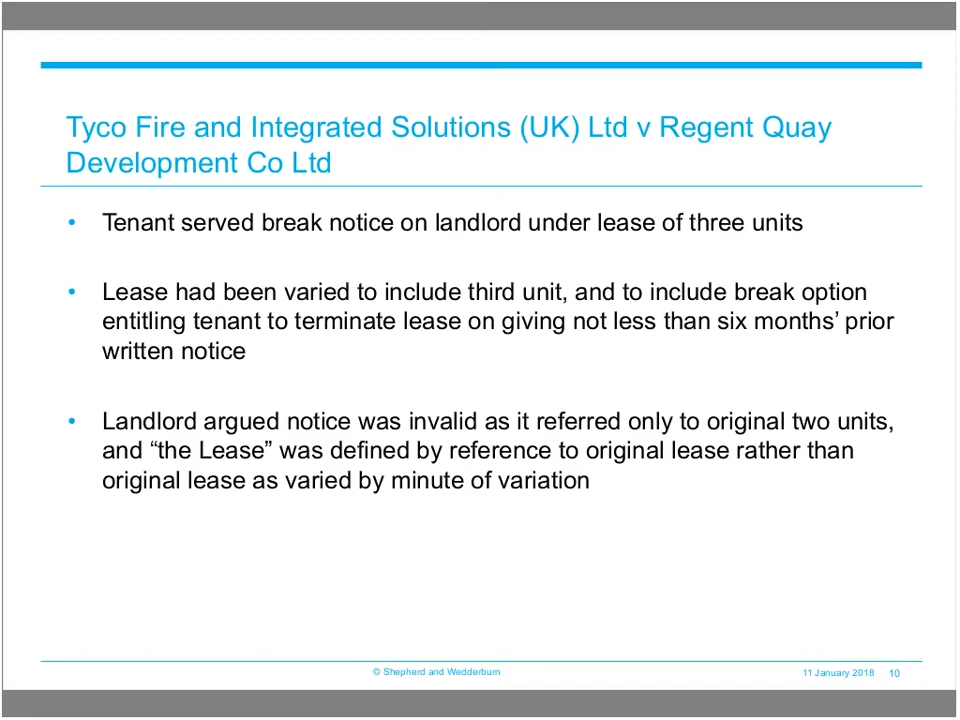 Tyco Fire and Integrated Solutions (UK) Ltd v Regent Quay
Development Co Ltd
• Tenant served break notice on landlord under lease of three units
• Lease had been varied to include third unit, and to include break option
entitling tenant to terminate lease on giving not less than six months’ prior
written notice
• Landlord argued notice was invalid as it referred only to original two units,
and “the Lease” was defined by reference to original lease rather than
original lease as varied by minute of variation
© Shepherd and Wedderburn
11 January 2018 10